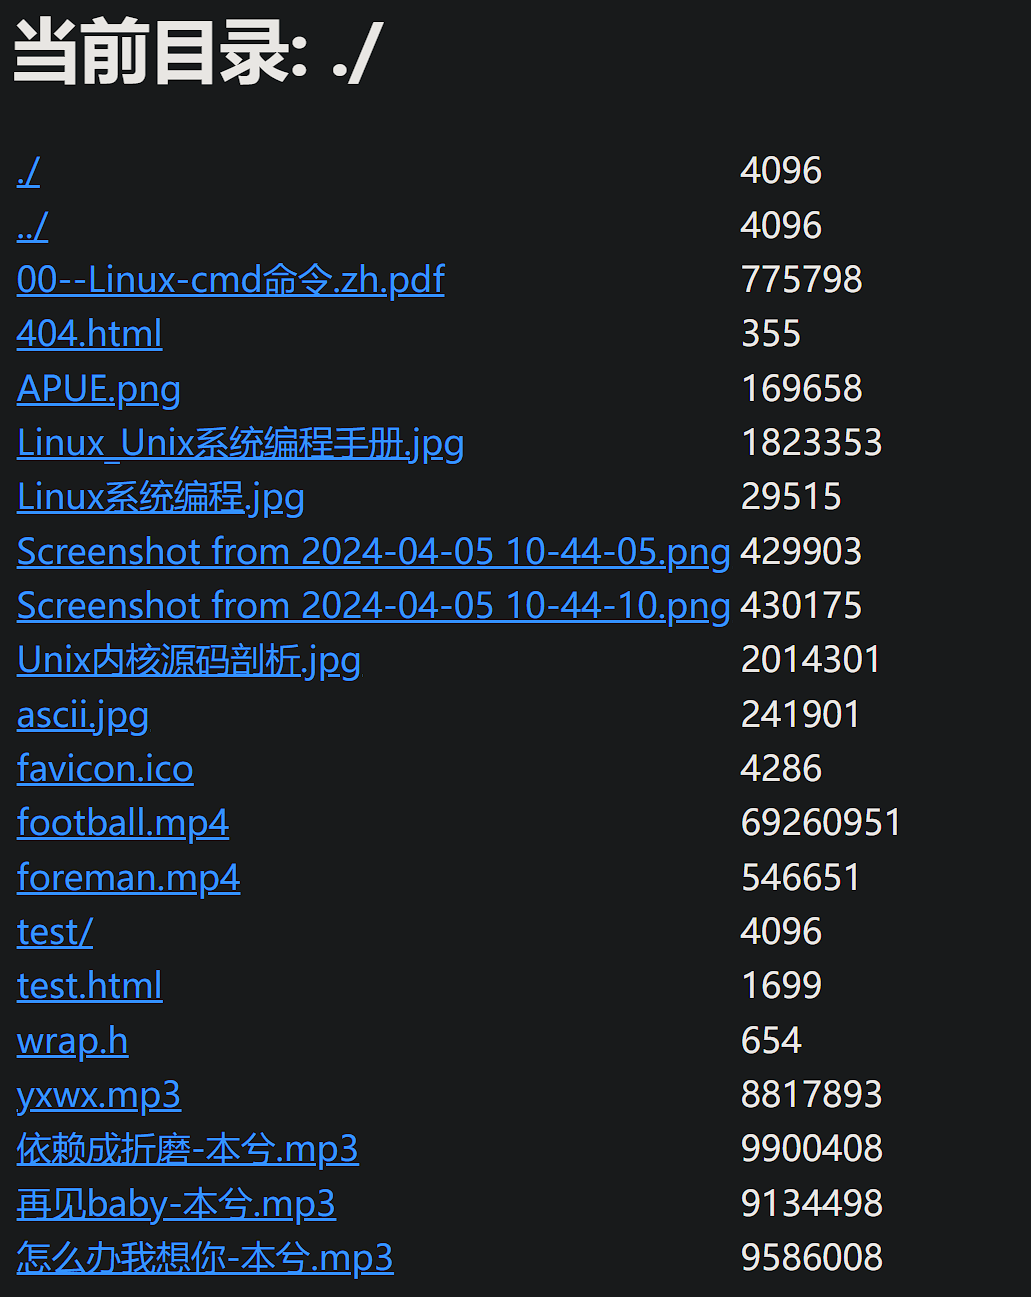 当前目录: ./
./ 4096
../ 4096
00--Linux-cmd命令.zh.pdf 775798
404.html 355
APUE.png 169658
Linux_Unix系统编程手册.jpg 1823353
Linux系统编程.jpg 29515
Screenshot from 2024-04-05 10-44-05.png 429903
Screenshot from 2024-04-05 10-44-10.png 430175
Unix内核源码剖析.jpg 2014301
ascii.jpg 241901
favicon.ico 4286
football.mp4 69260951
foreman.mp4 546651
test/ 4096
test.html 1699
wrap.h 654
yxwx.mp3 8817893
依赖成折磨-本兮.mp3 9900408
再见baby-本兮.mp3 9134498
怎么办我想你-本兮.mp3 9586008